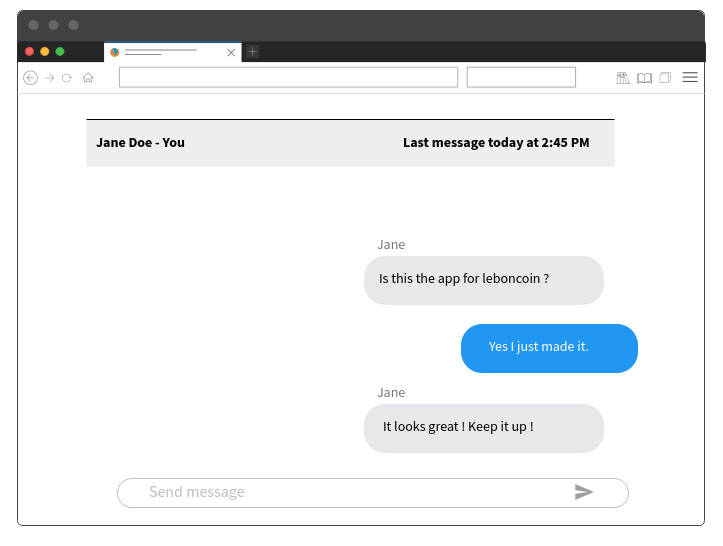 Jane Doe - You
Last message today at 2:45 PM
Jane
Is this the app for leboncoin ?
Yes I just made it.
Jane
It looks great ! Keep it up !
Send message